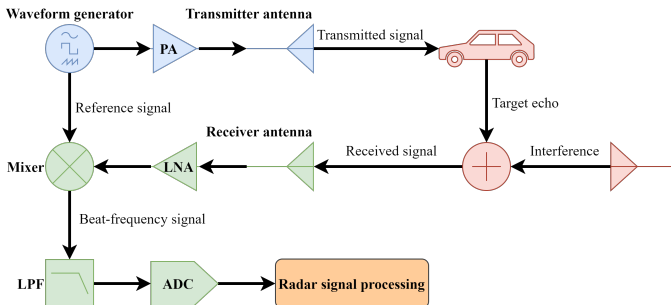 Waveform generator
Transmitter antenna
PA
Transmitted signal
Reference signal
Target echo
Receiver antenna
Mixer
LNA
Received signal
Interference
Beat-frequency signal
LPF
ADC
Radar signal processing